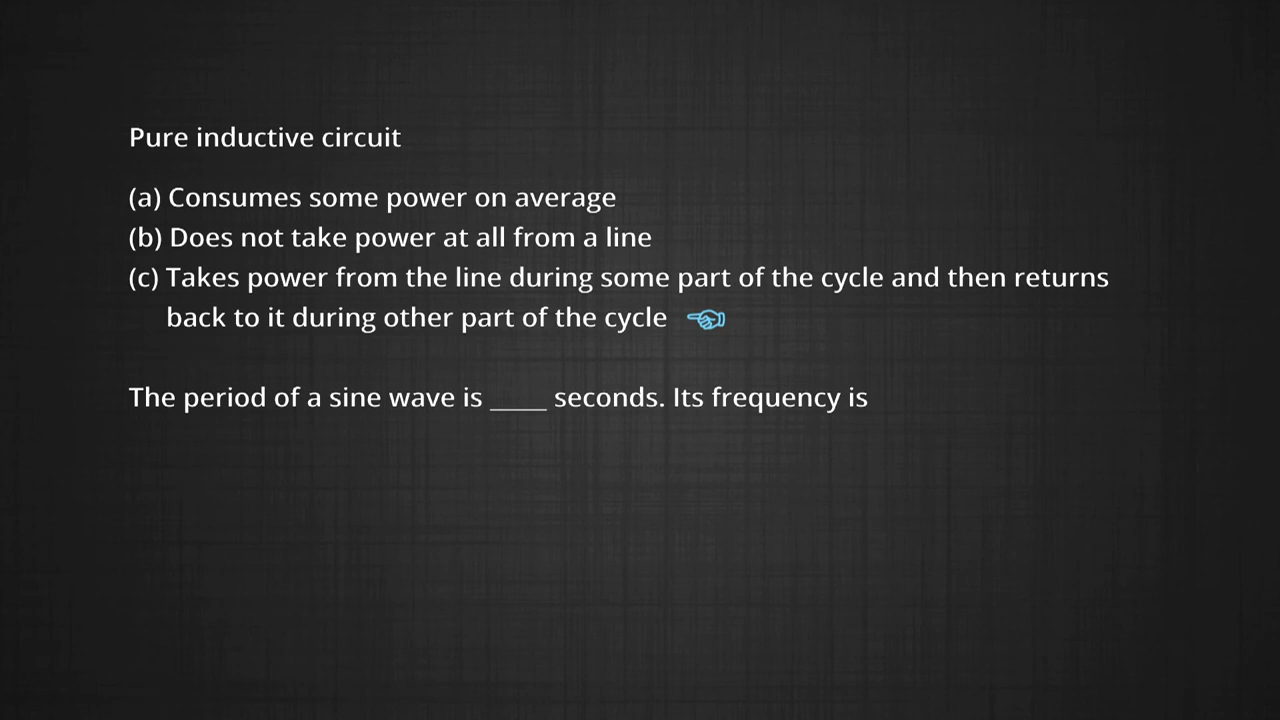 Pure inductive circuit
(a) Consumes some power on average
(b) Does not take power at all from a line
(c) Takes power from the line during some part of the cycle and then returns
back to it during other part of the cycle
The period of a sine wave is _____ seconds. Its frequency is